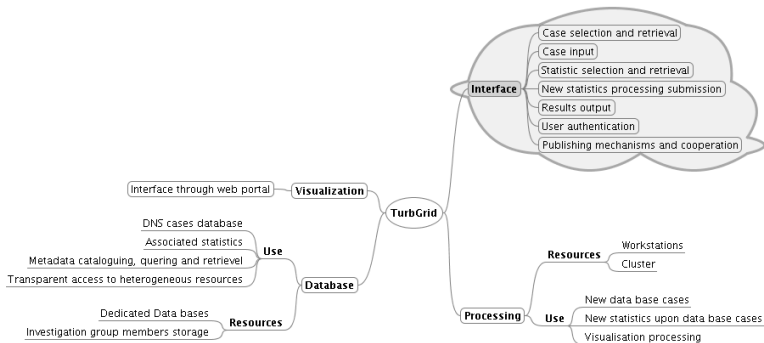 Case selection and retrieval
Case input
Statistic selection and retrieval
Interface
New statistics processing submission
Results output
User authentication
Publishing mechanisms and cooperation
Interface through web portal
Visualization
TurbGrid
DNS cases database
Associated statistics
Use
Metadata cataloguing, quering and retrievel
Transparent access to heterogeneous resources
Database
Dedicated Data bases
Resources
Investigation group members storage
Workstations
Resources
Cluster
Processing
New data base cases
Use
New statistics upon data base cases
Visualisation processing